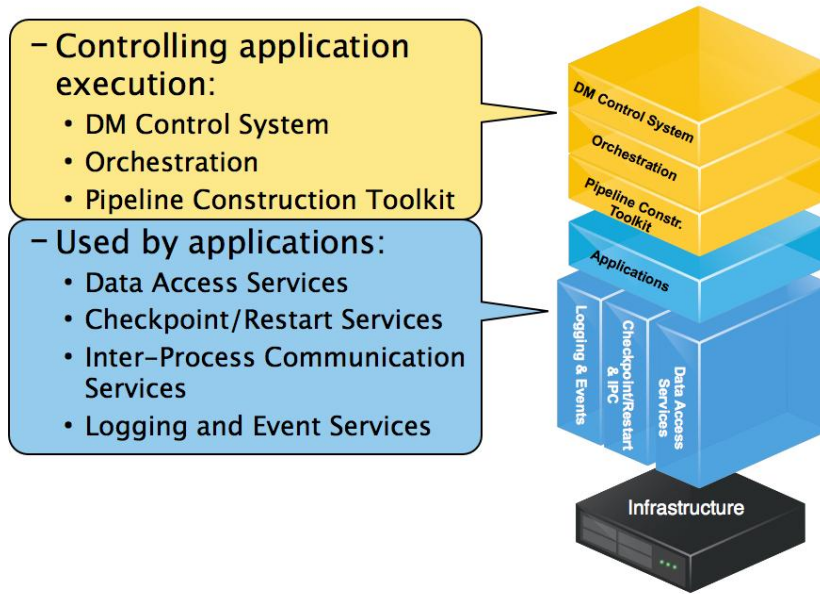 – Controlling application
execution:
• DM Control System
• Orchestration
• Pipeline Construction Toolkit
– Used by applications:
• Data Access Services
• Checkpoint/Restart Services
• Inter-Process Communication
Services
• Logging and Event Services
DM Control System
Orchestration
Pipeline Constr.
Toolkit
Applications
Logging & Events
Checkpoint/Restart
& IPC
Data Access
Services
Infrastructure